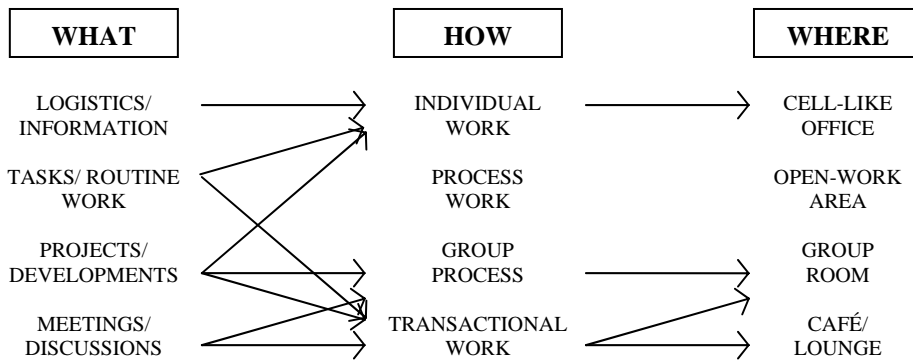 WHAT HOW WHERE
LOGISTICS/ INDIVIDUAL CELL-LIKE
INFORMATION WORK OFFICE
TASKS/ ROUTINE PROCESS OPEN-WORK
WORK WORK AREA
PROJECTS/ GROUP GROUP
DEVELOPMENTS PROCESS ROOM
MEETINGS/ TRANSACTIONAL CAFÉ/
DISCUSSIONS WORK LOUNGE